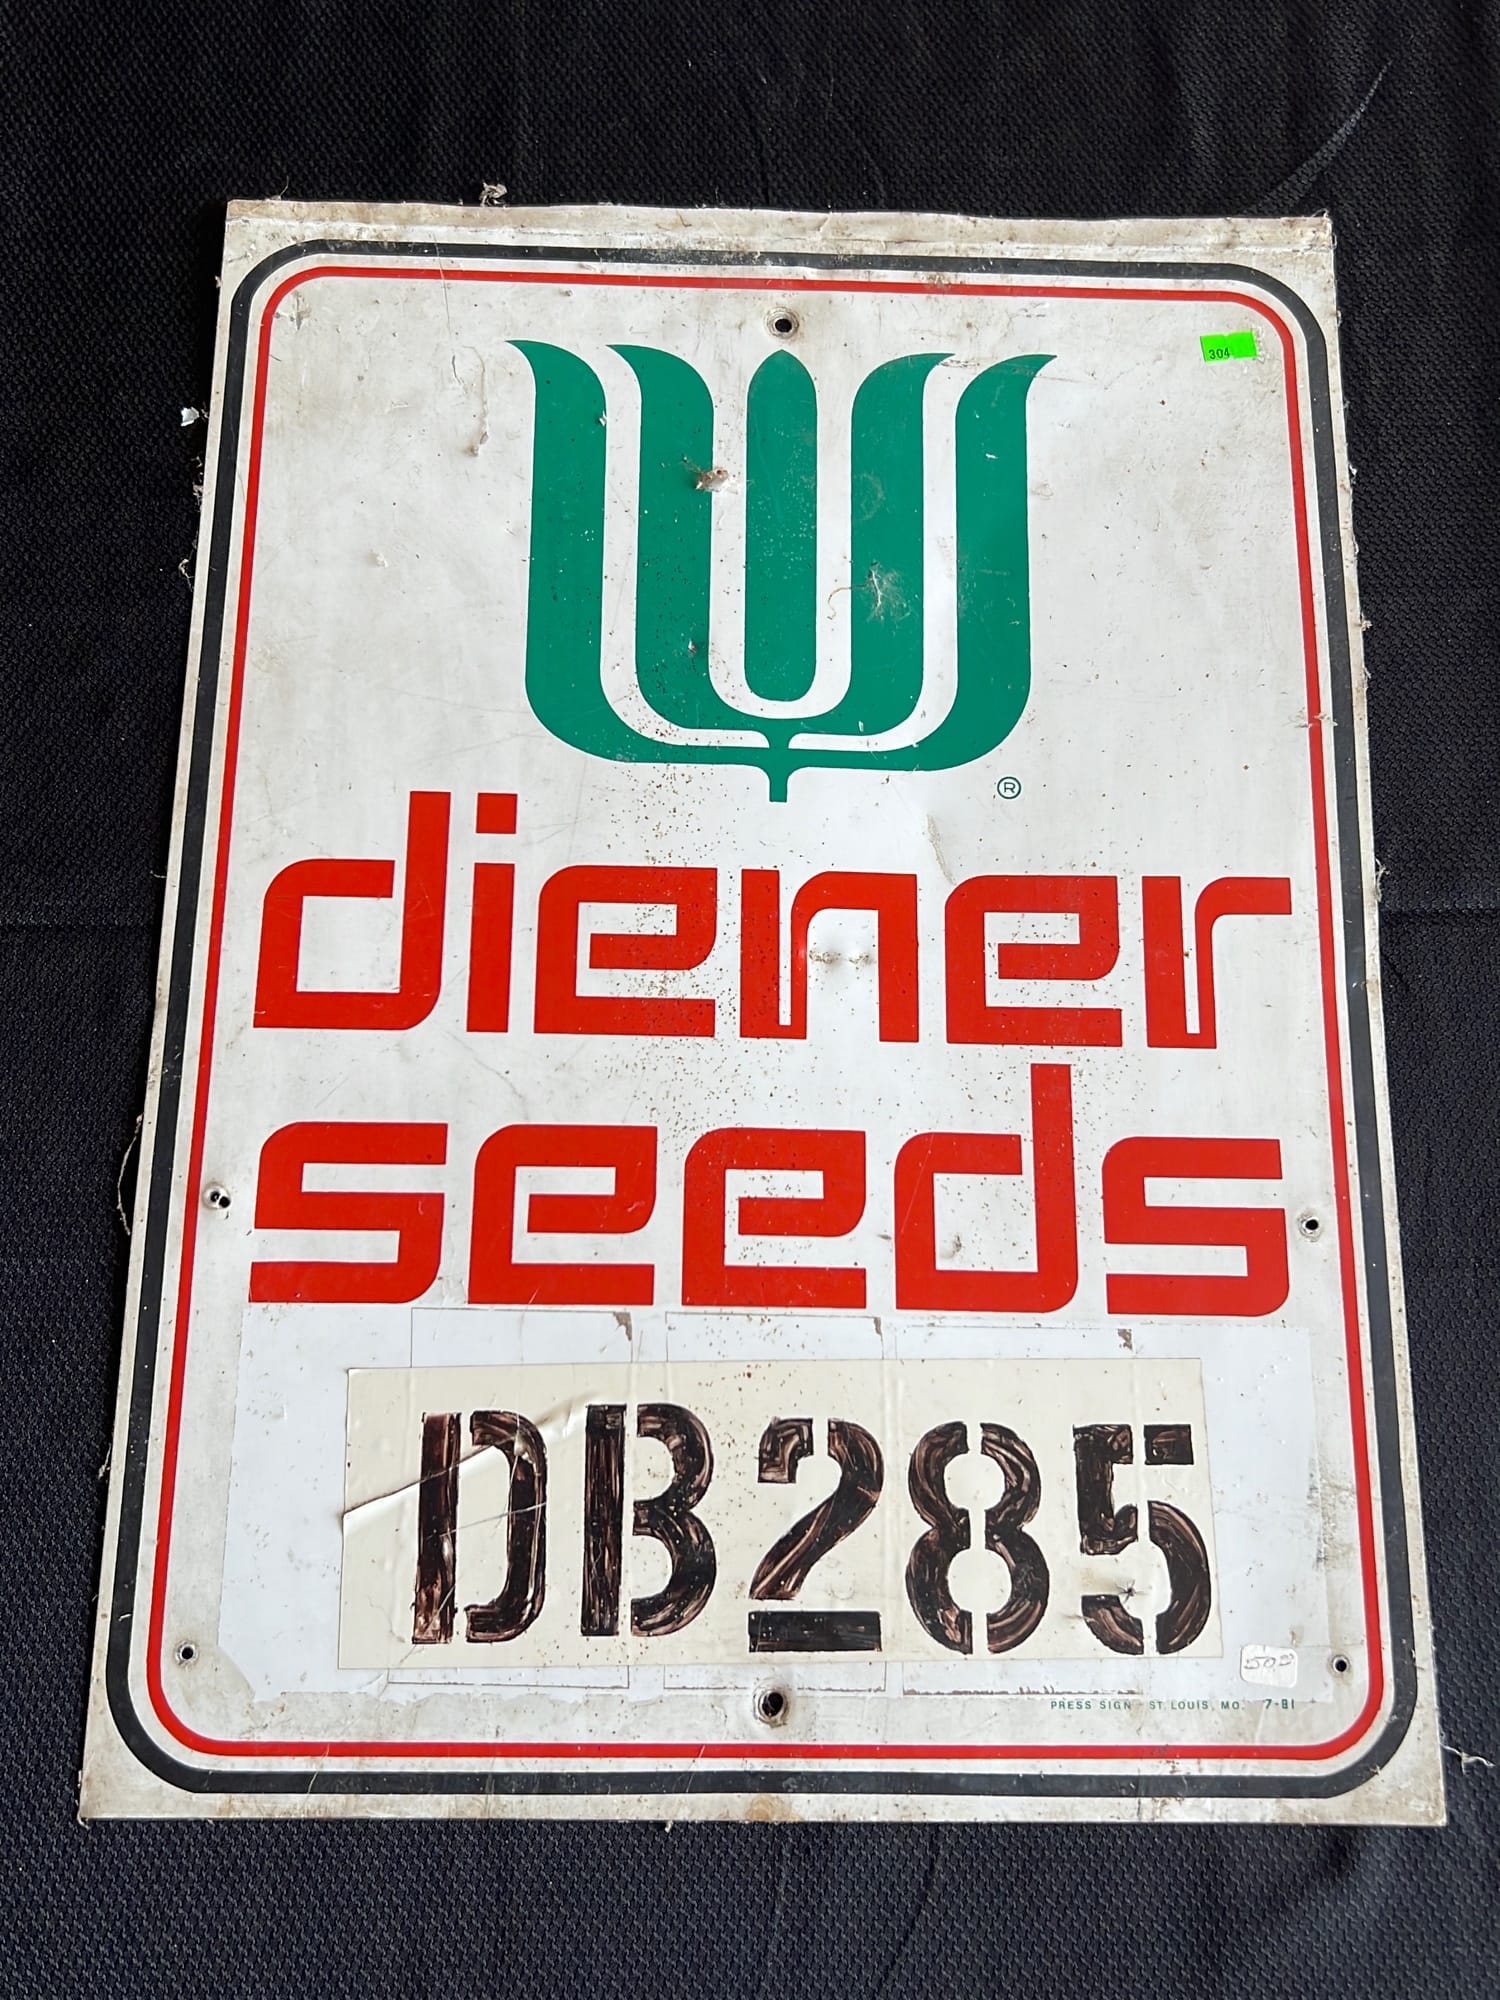 304
®
diener
seeds
DB285
PRESS SIGN - ST. LOUIS, MO. 7-81